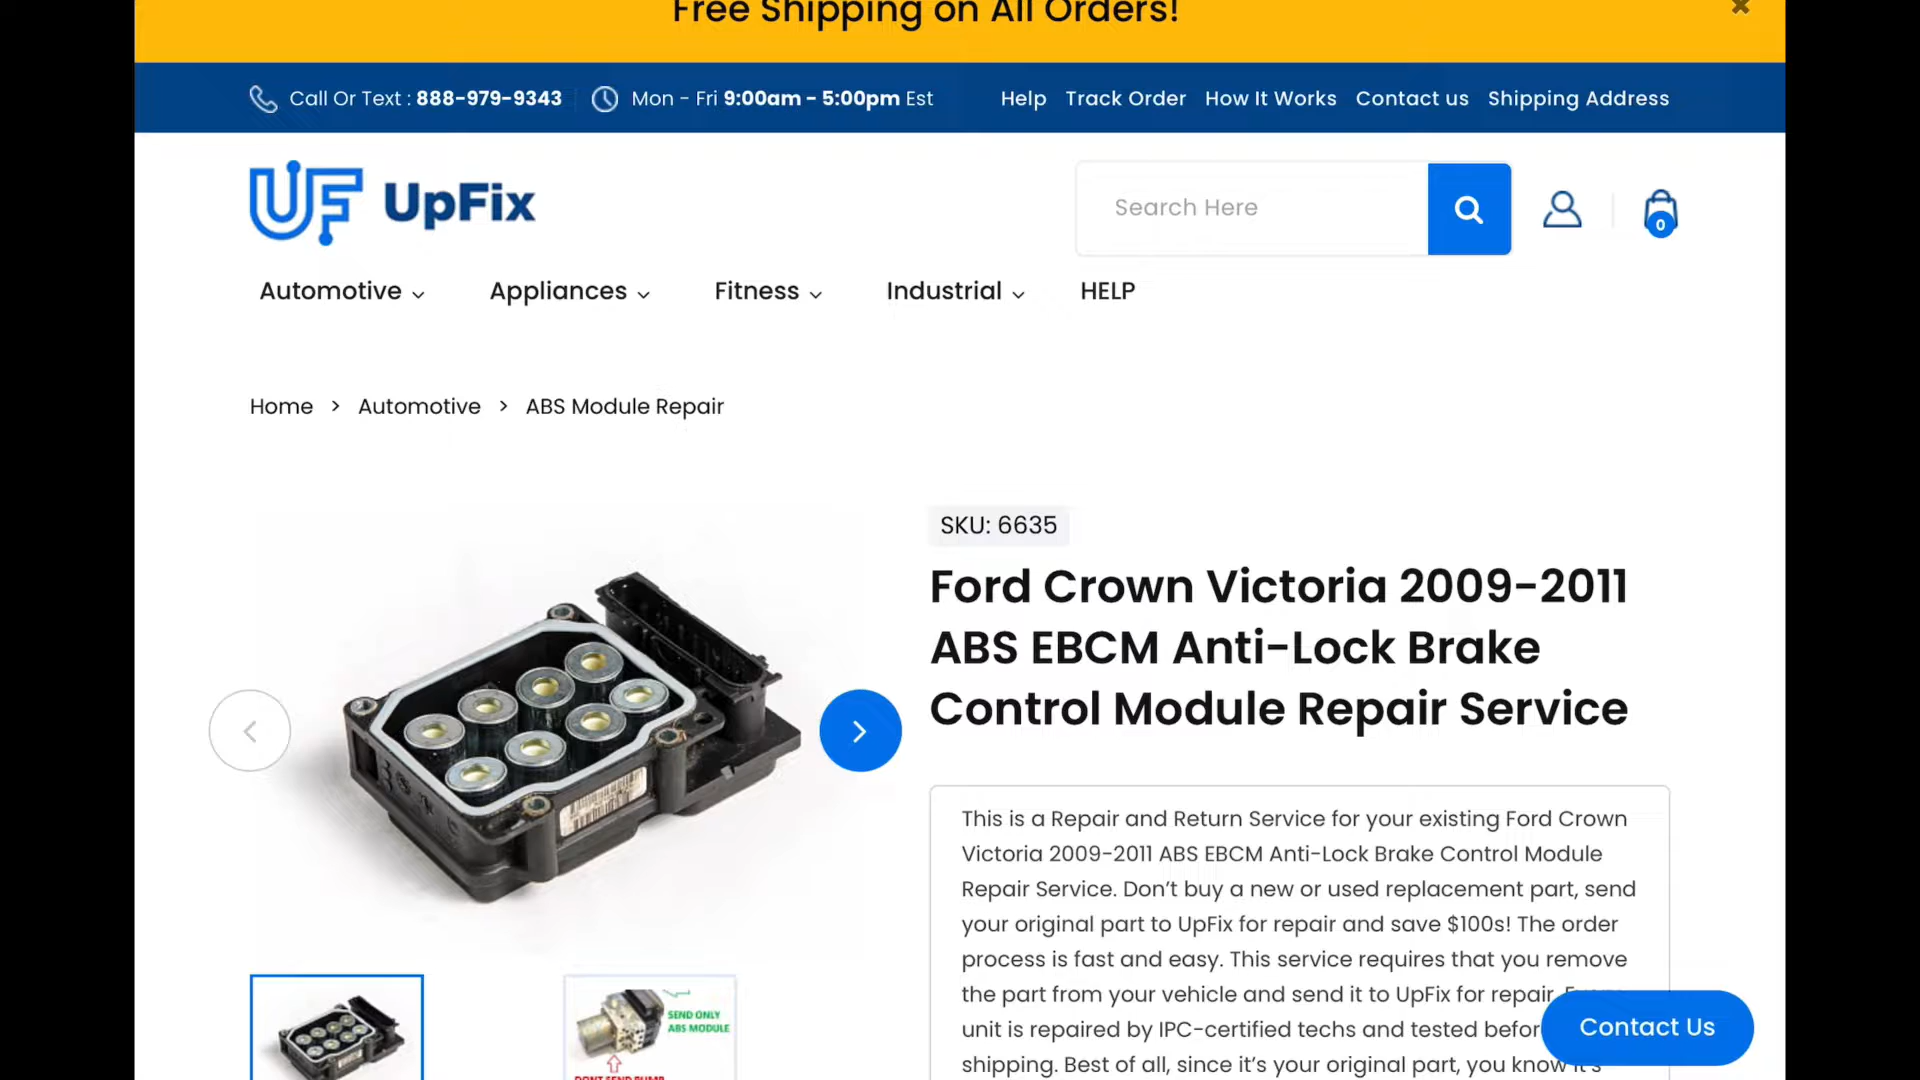 Free Shipping on All Orders!
Call Or Text : 888-979-9343
Mon - Fri 9:00am - 5:00pm Est
Help Track Order How It Works Contact us Shipping Address
UF UpFix
Search Here
0
Automotive Appliances Fitness Industrial HELP
Home > Automotive > ABS Module Repair
SKU: 6635
Ford Crown Victoria 2009-2011
ABS EBCM Anti-Lock Brake
Control Module Repair Service
This is a Repair and Return Service for your existing Ford Crown
Victoria 2009-2011 ABS EBCM Anti-Lock Brake Control Module
Repair Service. Don't buy a new or used replacement part, send
your original part to UpFix for repair and save $100s! The order
process is fast and easy. This service requires that you remove
the part from your vehicle and send it to UpFix for repair.
unit is repaired by IPC-certified techs and tested
shipping. Best of all, since it's your original part, you know
Contact Us
SEND ONLY
ABS MODULE
DONT SEND PUMP